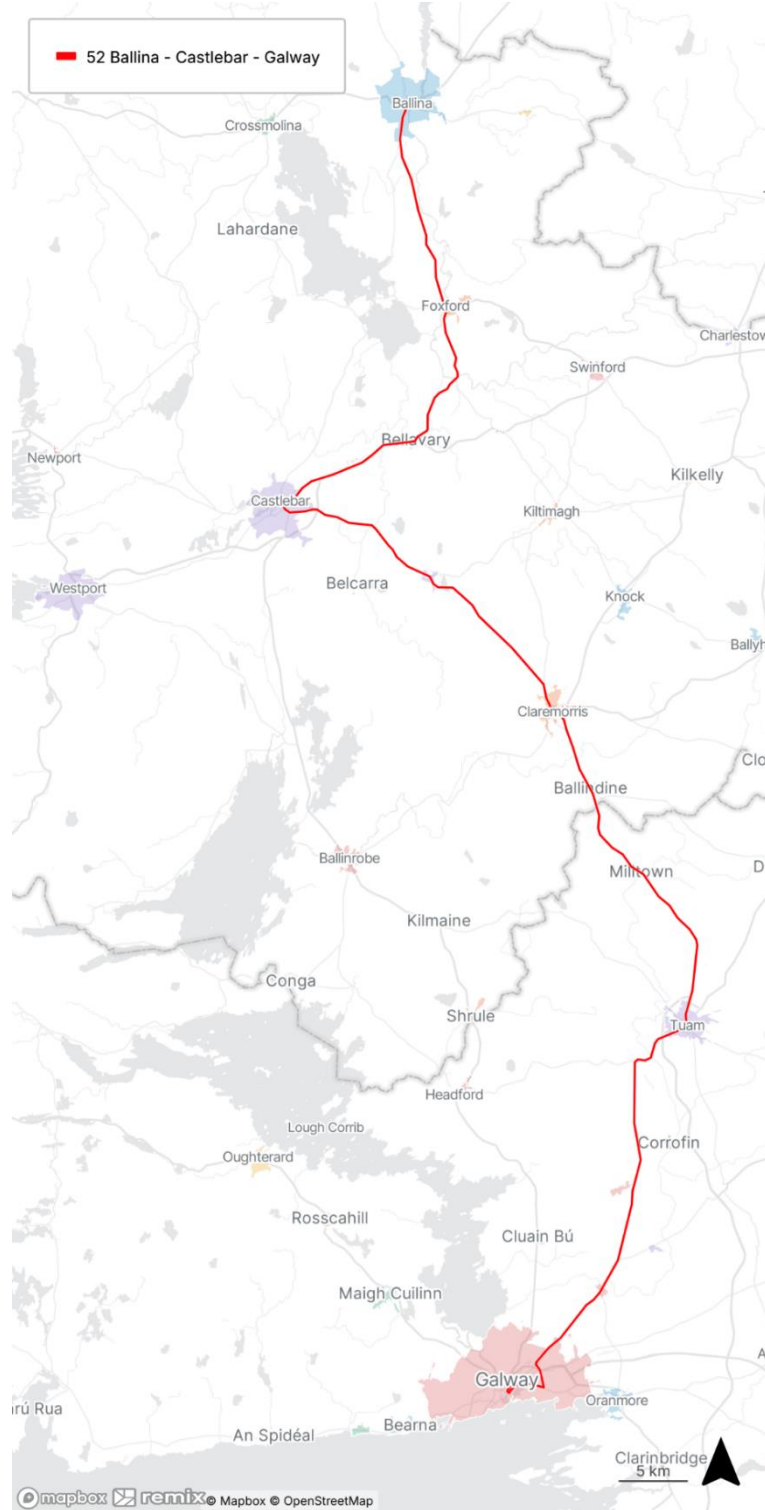 52 Ballina - Castlebar - Galway
Ballina
Crossmolina
Lahardane
Foxford
Charlestow
Swinford
Bellavary
Newport
Kilkelly
Castlebar
Kiltimagh
Belcarra
Westport
Knock
Ballyh
Claremorris
Clo
Ballindine
Ballinrobe
Milltown
D
Kilmaine
Conga
Shrule
Tuam
Headford
Lough Corrib
Corrofin
Oughterard
Rosscahill
Cluain Bú
Maigh Cuilinn
A
Galway
Oranmore
rú Rua
Bearna
An Spidéal
Clarinbridge
5 km
mapbox remix © Mapbox © OpenStreetMap